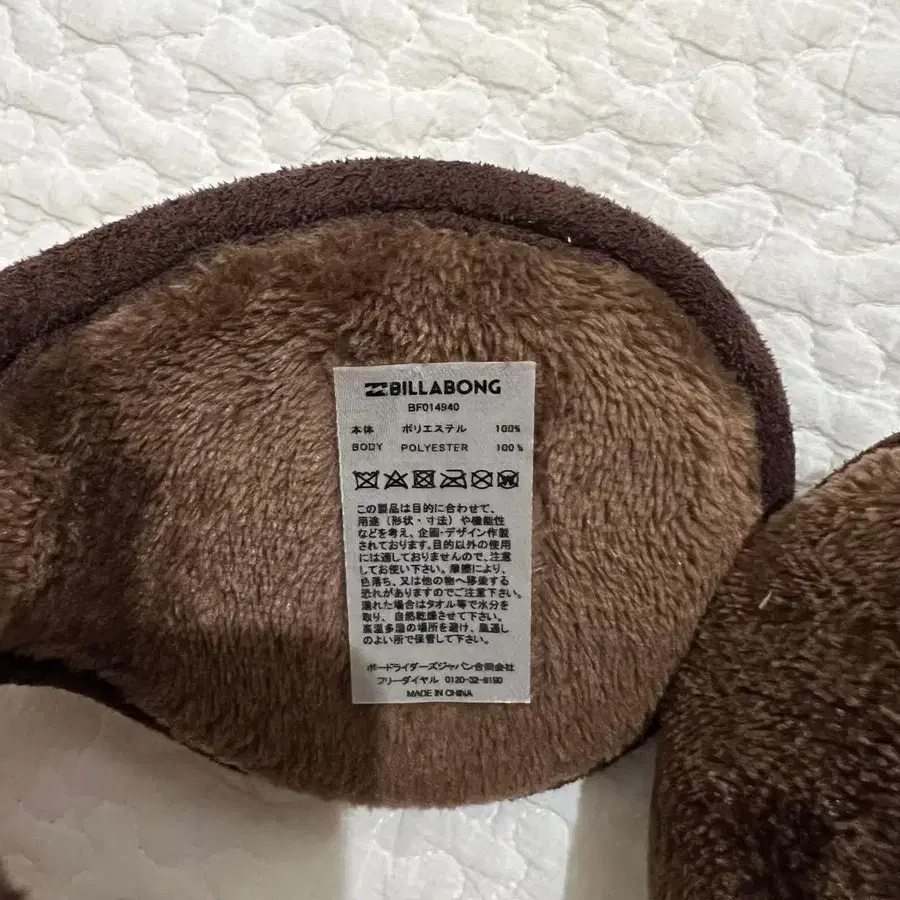 BILLABONG
BF014940
本体 ポリエステル 100%
BODY POLYESTER 100%
この製品は目的に合わせて、
用途(形状・寸法)や機能性
などを考え、企画・デザイン作製
されております。目的以外の使用
には適しておりませんので、注意
してお使い下さい。摩擦により、
色落ち、又は他の物へ移染する
恐れがありますのでご注意下さい。
濡れた場合はタオル等で水分を
取り、自然乾燥させて下さい。
高温多湿の場所を避け、風通し
のよい所で保管して下さい。
ボードライダーズジャパン合同会社
フリーダイヤル 0120-32-9190
MADE IN CHINA